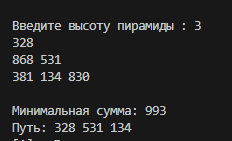 Введите высоту пирамиды : 3
328
868 531
381 134 830
Минимальная сумма: 993
Путь: 328 531 134